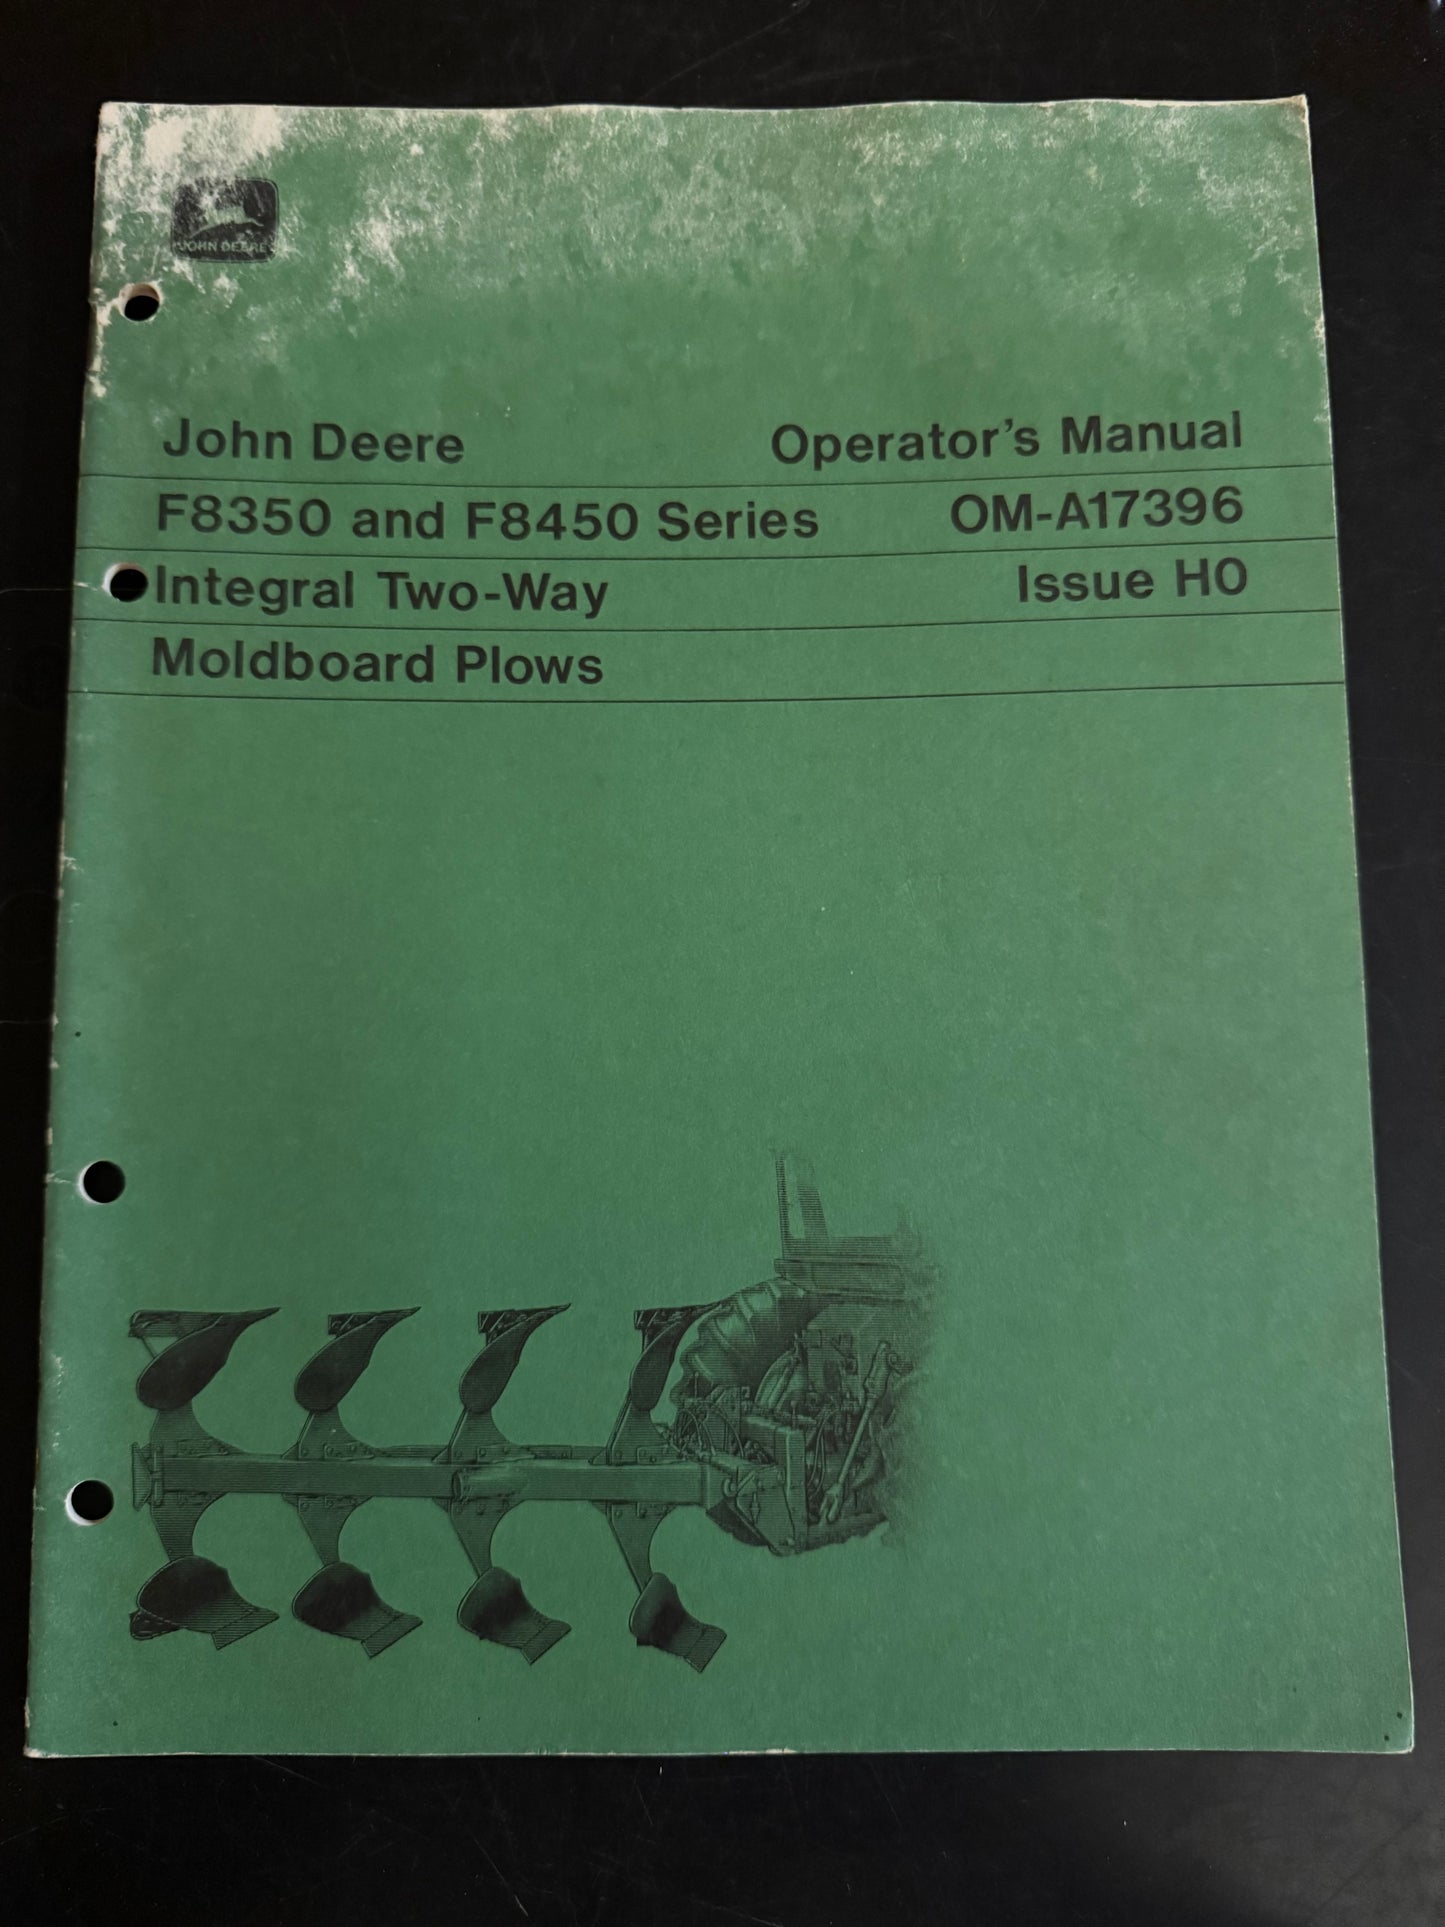 JOHN DEERE
John Deere Operator's Manual
F8350 and F8450 Series OM-A17396
Integral Two-Way Issue H0
Moldboard Plows